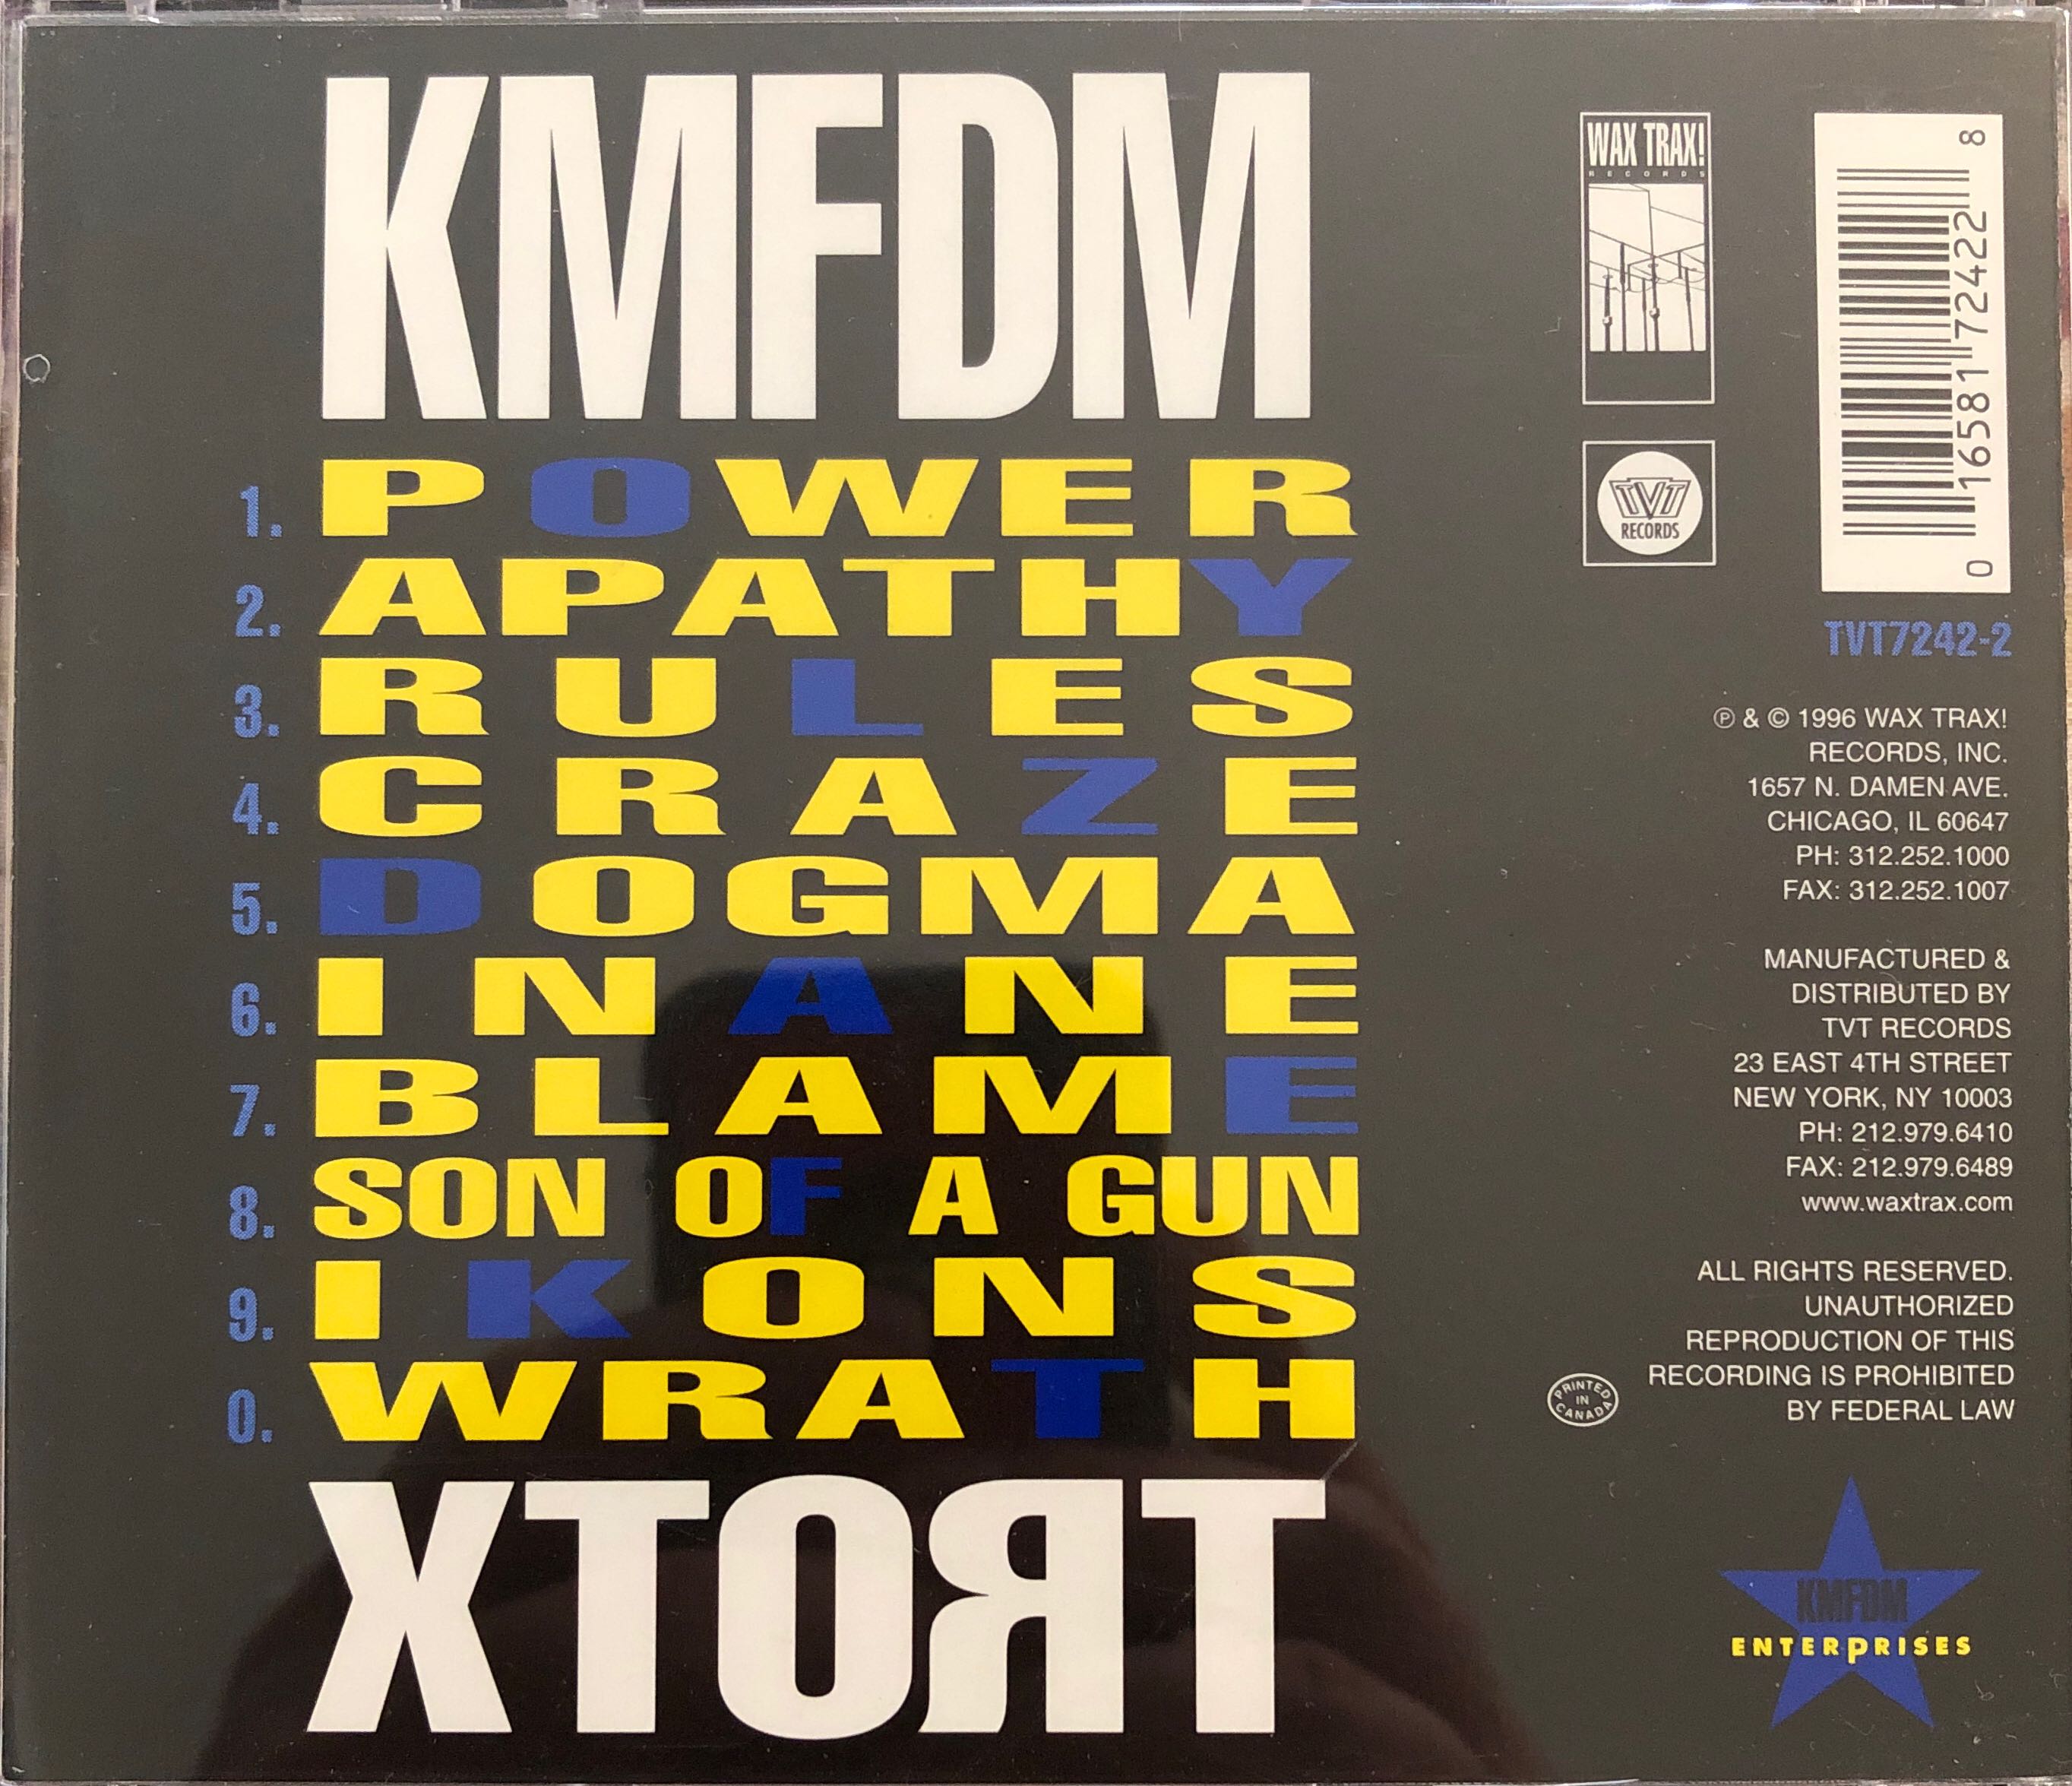 KMFDM
1. POWER
2. APATHY
3. RULES
4. CRAZE
5. DOGMA
6. INANE
7. BLAME
8. SON OF A GUN
9. IKONS
0. WRATH
XTOЯT
WAX TRAX!
RECORDS
TVT
RECORDS
0 16581 72422 8
TVT7242-2
℗ & © 1996 WAX TRAX!
RECORDS, INC.
1657 N. DAMEN AVE.
CHICAGO, IL 60647
PH: 312.252.1000
FAX: 312.252.1007
MANUFACTURED &
DISTRIBUTED BY
TVT RECORDS
23 EAST 4TH STREET
NEW YORK, NY 10003
PH: 212.979.6410
FAX: 212.979.6489
www.waxtrax.com
ALL RIGHTS RESERVED.
UNAUTHORIZED
REPRODUCTION OF THIS
RECORDING IS PROHIBITED
BY FEDERAL LAW
PRINTED
IN
CANADA
KMFDM
ENTERPRISES